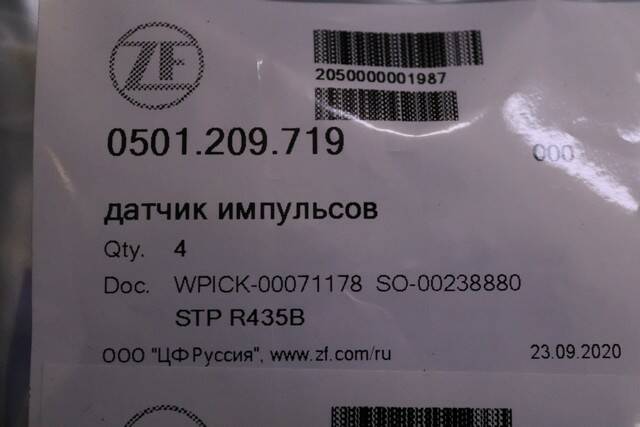 ZF
2050000001987
0501.209.719
000
датчик импульсов
Qty. 4
Doc. WPICK-00071178 SO-00238880
STP R435B
ООО "ЦФ Руссия", www.zf.com/ru 23.09.2020